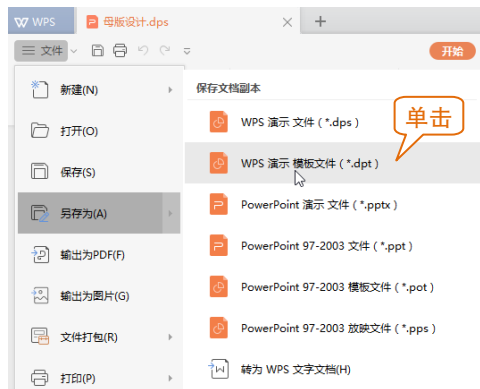 WPS
母版设计.dps
文件
开始
保存文档副本
新建(N)
WPS 演示 文件 ( *.dps )
单击
打开(O)
WPS 演示 模板文件 ( *.dpt )
保存(S)
另存为(A)
PowerPoint 演示 文件 ( *.pptx )
输出为PDF(F)
PowerPoint 97-2003 文件 ( *.ppt )
输出为图片(G)
PowerPoint 97-2003 模板文件 ( *.pot )
文件打包(R)
PowerPoint 97-2003 放映文件 ( *.pps )
打印(P)
转为 WPS 文字文档(H)